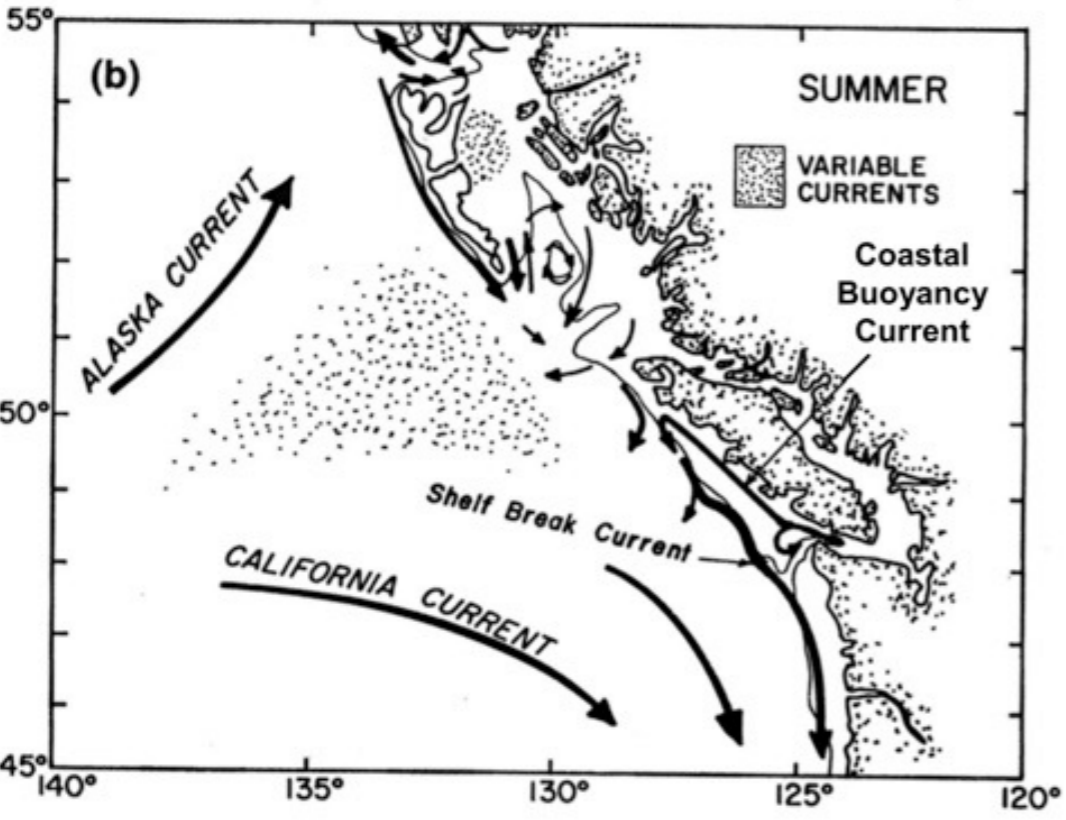 55°
(b)
SUMMER
VARIABLE
CURRENTS
ALASKA CURRENT
Coastal
Buoyancy
Current
50°
Shelf Break Current
CALIFORNIA CURRENT
45°
140°
135°
130°
125°
120°